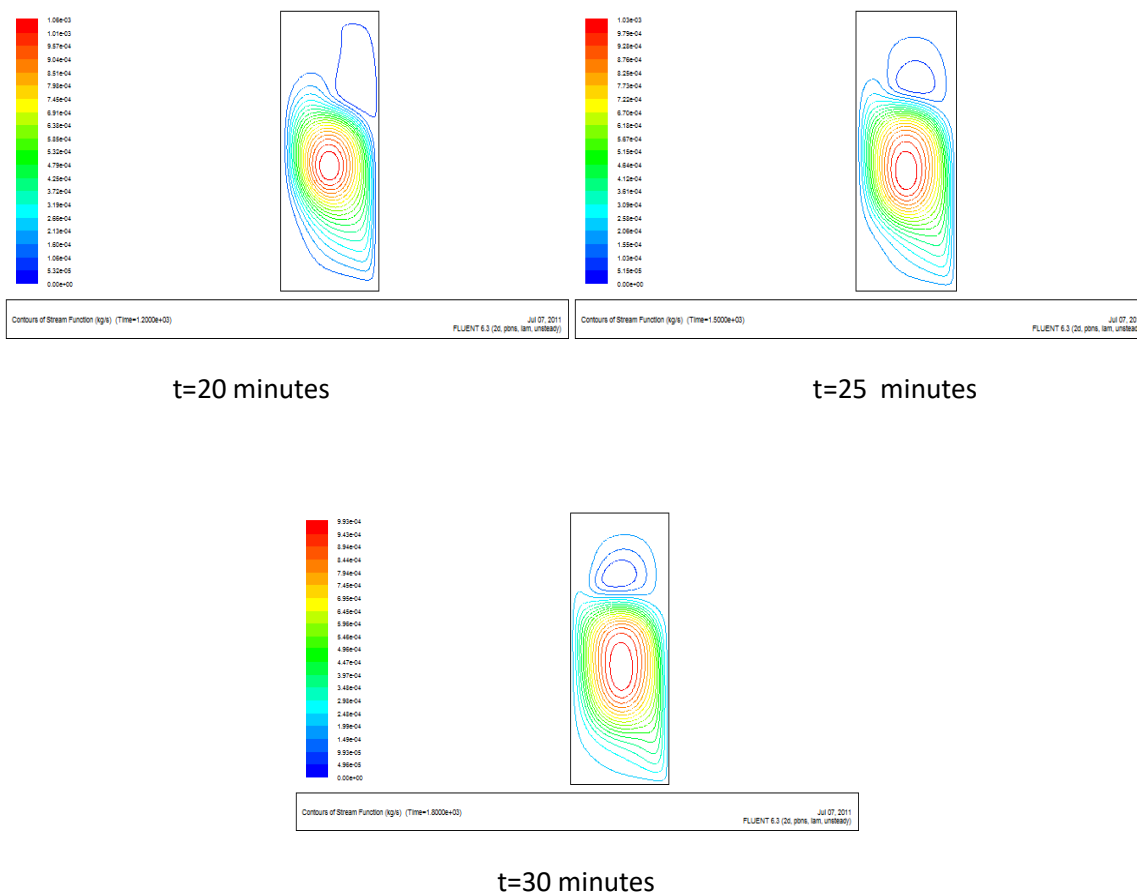 1.06e-03
1.01e-03
9.57e-04
9.04e-04
8.51e-04
7.98e-04
7.45e-04
6.91e-04
6.38e-04
5.85e-04
5.32e-04
4.79e-04
4.25e-04
3.72e-04
3.19e-04
2.66e-04
2.13e-04
1.60e-04
1.06e-04
5.32e-05
0.00e+00
Contours of Stream Function (kg/s) (Time=1.2000e+03)
Jul 07, 2011
FLUENT 6.3 (2d, pbns, lam, unsteady)
t=20 minutes
1.03e-03
9.79e-04
9.28e-04
8.76e-04
8.25e-04
7.73e-04
7.22e-04
6.70e-04
6.18e-04
5.67e-04
5.15e-04
4.64e-04
4.12e-04
3.61e-04
3.09e-04
2.58e-04
2.06e-04
1.55e-04
1.03e-04
5.15e-05
0.00e+00
Contours of Stream Function (kg/s) (Time=1.5000e+03)
Jul 07, 20
FLUENT 6.3 (2d, pbns, lam, unsteady)
t=25 minutes
9.93e-04
9.43e-04
8.94e-04
8.44e-04
7.94e-04
7.45e-04
6.95e-04
6.45e-04
5.96e-04
5.46e-04
4.97e-04
4.47e-04
3.97e-04
3.48e-04
2.98e-04
2.48e-04
1.99e-04
1.49e-04
9.93e-05
4.96e-05
0.00e+00
Contours of Stream Function (kg/s) (Time=1.8000e+03)
Jul 07, 2011
FLUENT 6.3 (2d, pbns, lam, unsteady)
t=30 minutes